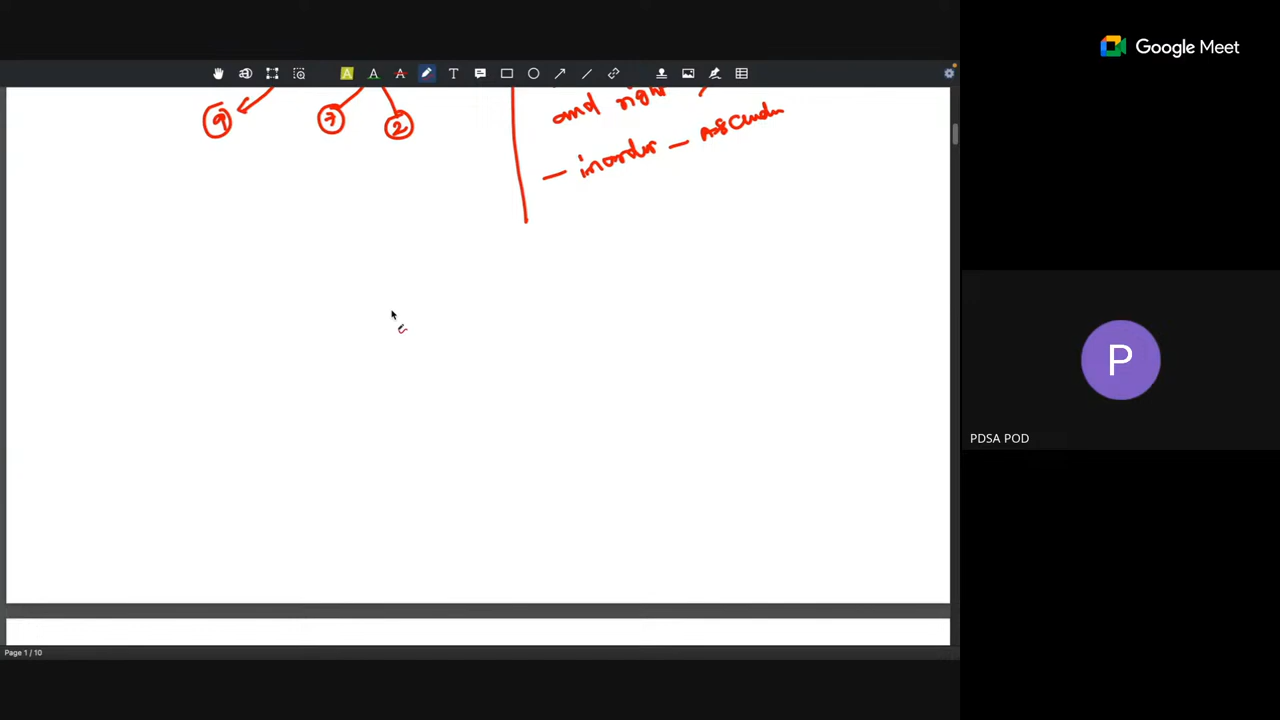 Google Meet
A A A T
9 7 2
and right
— inorder — Ascendin
P
PDSA POD
Page 1 / 10